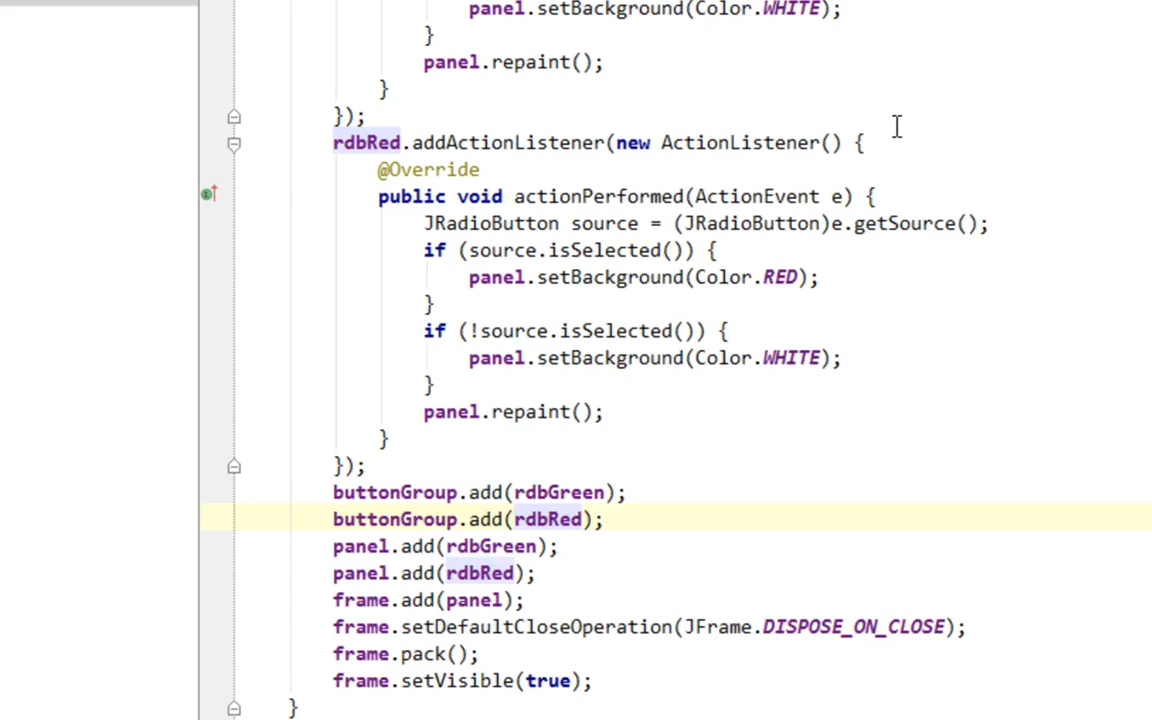 panel.setBackground(Color.WHITE);
}
panel.repaint();
}
});
rdbRed.addActionListener(new ActionListener() {
@Override
public void actionPerformed(ActionEvent e) {
JRadioButton source = (JRadioButton)e.getSource();
if (source.isSelected()) {
panel.setBackground(Color.RED);
}
if (!source.isSelected()) {
panel.setBackground(Color.WHITE);
}
panel.repaint();
}
});
buttonGroup.add(rdbGreen);
buttonGroup.add(rdbRed);
panel.add(rdbGreen);
panel.add(rdbRed);
frame.add(panel);
frame.setDefaultCloseOperation(JFrame.DISPOSE_ON_CLOSE);
frame.pack();
frame.setVisible(true);
}